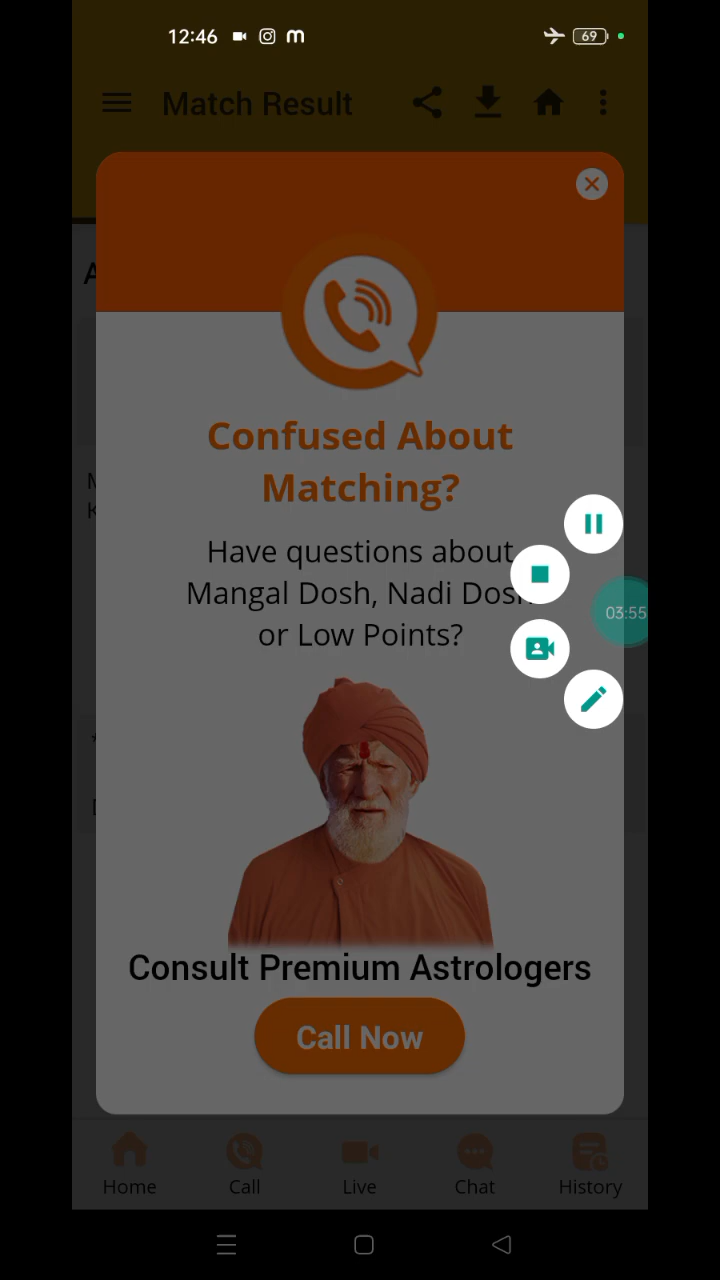 12:46
69
Match Result
Confused About
Matching?
Have questions about
Mangal Dosh, Nadi Dosh
or Low Points?
03:55
Consult Premium Astrologers
Call Now
Home
Call
Live
Chat
History